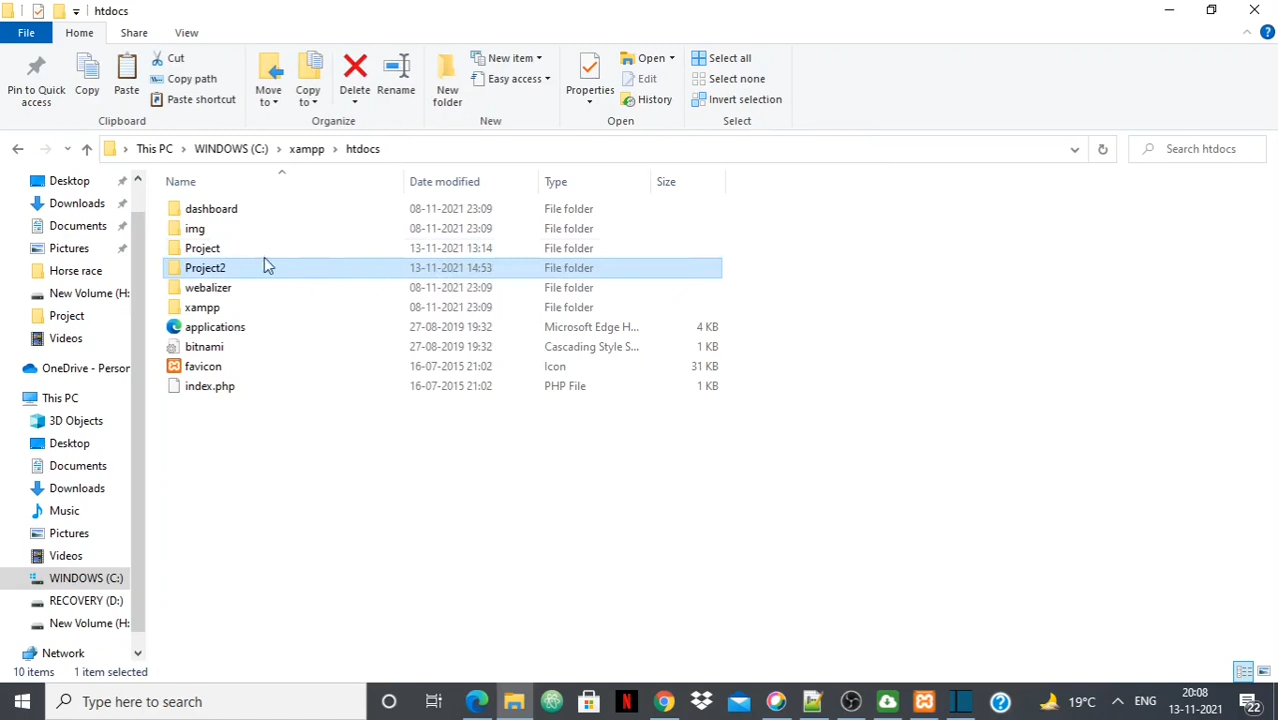 htdocs
File Home Share View
Pin to Quick access
Copy
Paste
Cut
Copy path
Paste shortcut
Clipboard
Move to
Copy to
Delete
Rename
Organize
New folder
New item
Easy access
New
Properties
Open
Edit
History
Open
Select all
Select none
Invert selection
Select
This PC › WINDOWS (C:) › xampp › htdocs
Search htdocs
Name Date modified Type Size
dashboard 08-11-2021 23:09 File folder
img 08-11-2021 23:09 File folder
Project 13-11-2021 13:14 File folder
Project2 13-11-2021 14:53 File folder
webalizer 08-11-2021 23:09 File folder
xampp 08-11-2021 23:09 File folder
applications 27-08-2019 19:32 Microsoft Edge H... 4 KB
bitnami 27-08-2019 19:32 Cascading Style S... 1 KB
favicon 16-07-2015 21:02 Icon 31 KB
index.php 16-07-2015 21:02 PHP File 1 KB
Desktop
Downloads
Documents
Pictures
Horse race
New Volume (H:
Project
Videos
OneDrive - Person
This PC
3D Objects
Desktop
Documents
Downloads
Music
Pictures
Videos
WINDOWS (C:)
RECOVERY (D:)
New Volume (H:
Network
10 items 1 item selected
Type here to search
19°C
ENG
20:08
13-11-2021
22